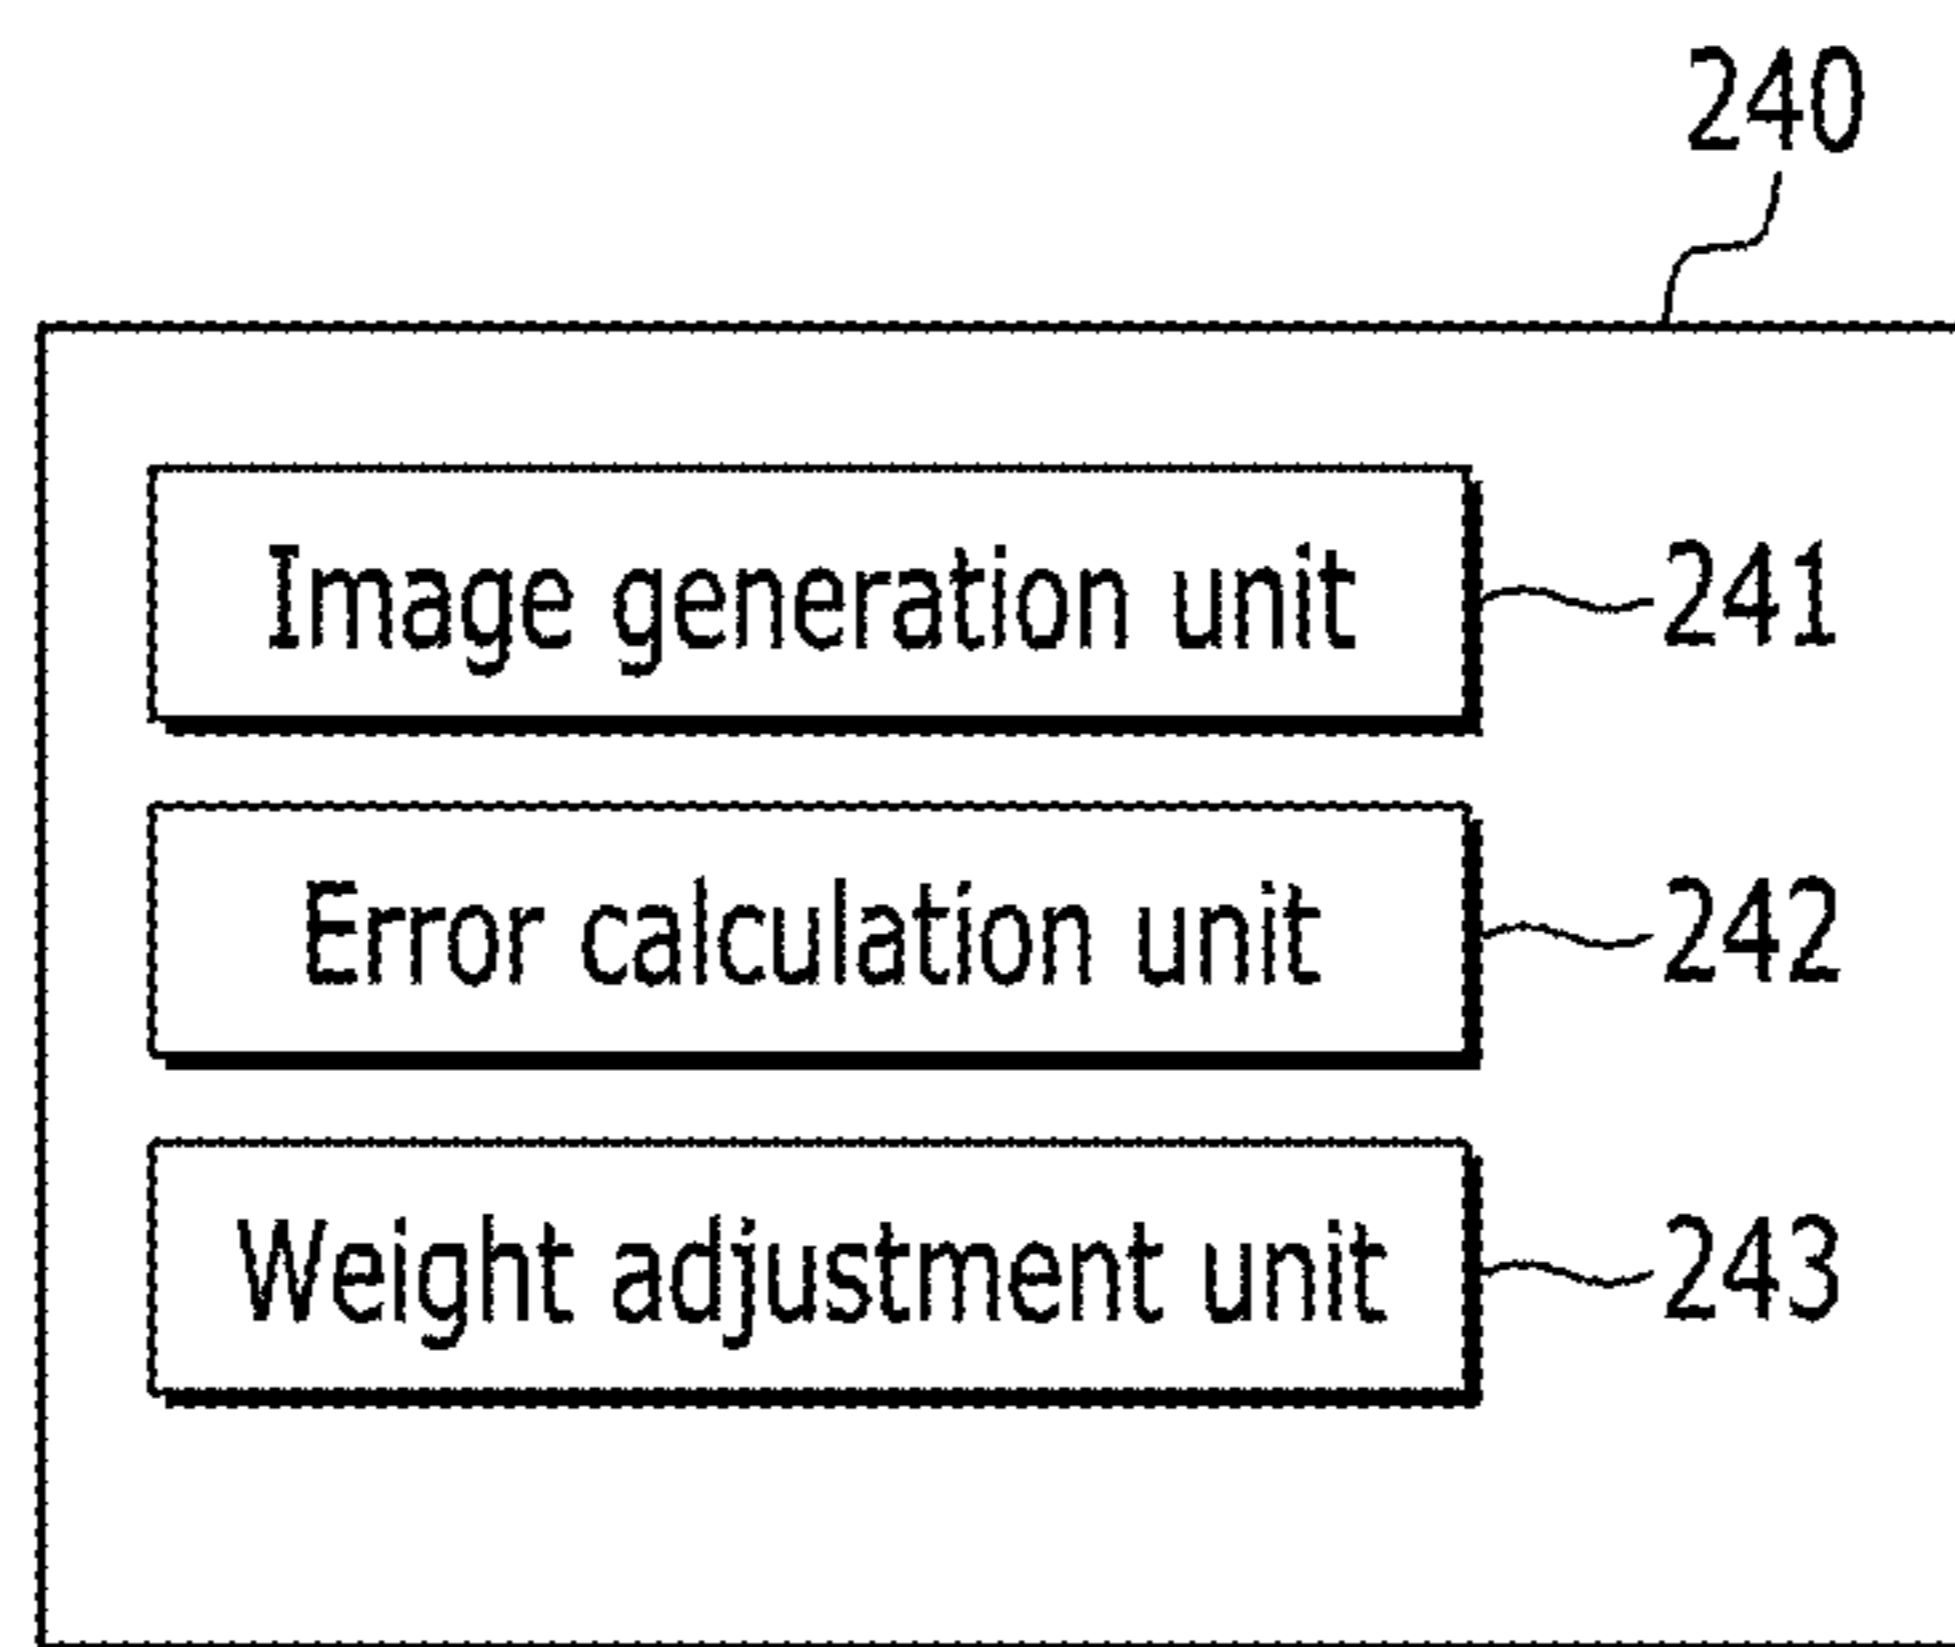 240
Image generation unit 241
Error calculation unit 242
Weight adjustment unit 243